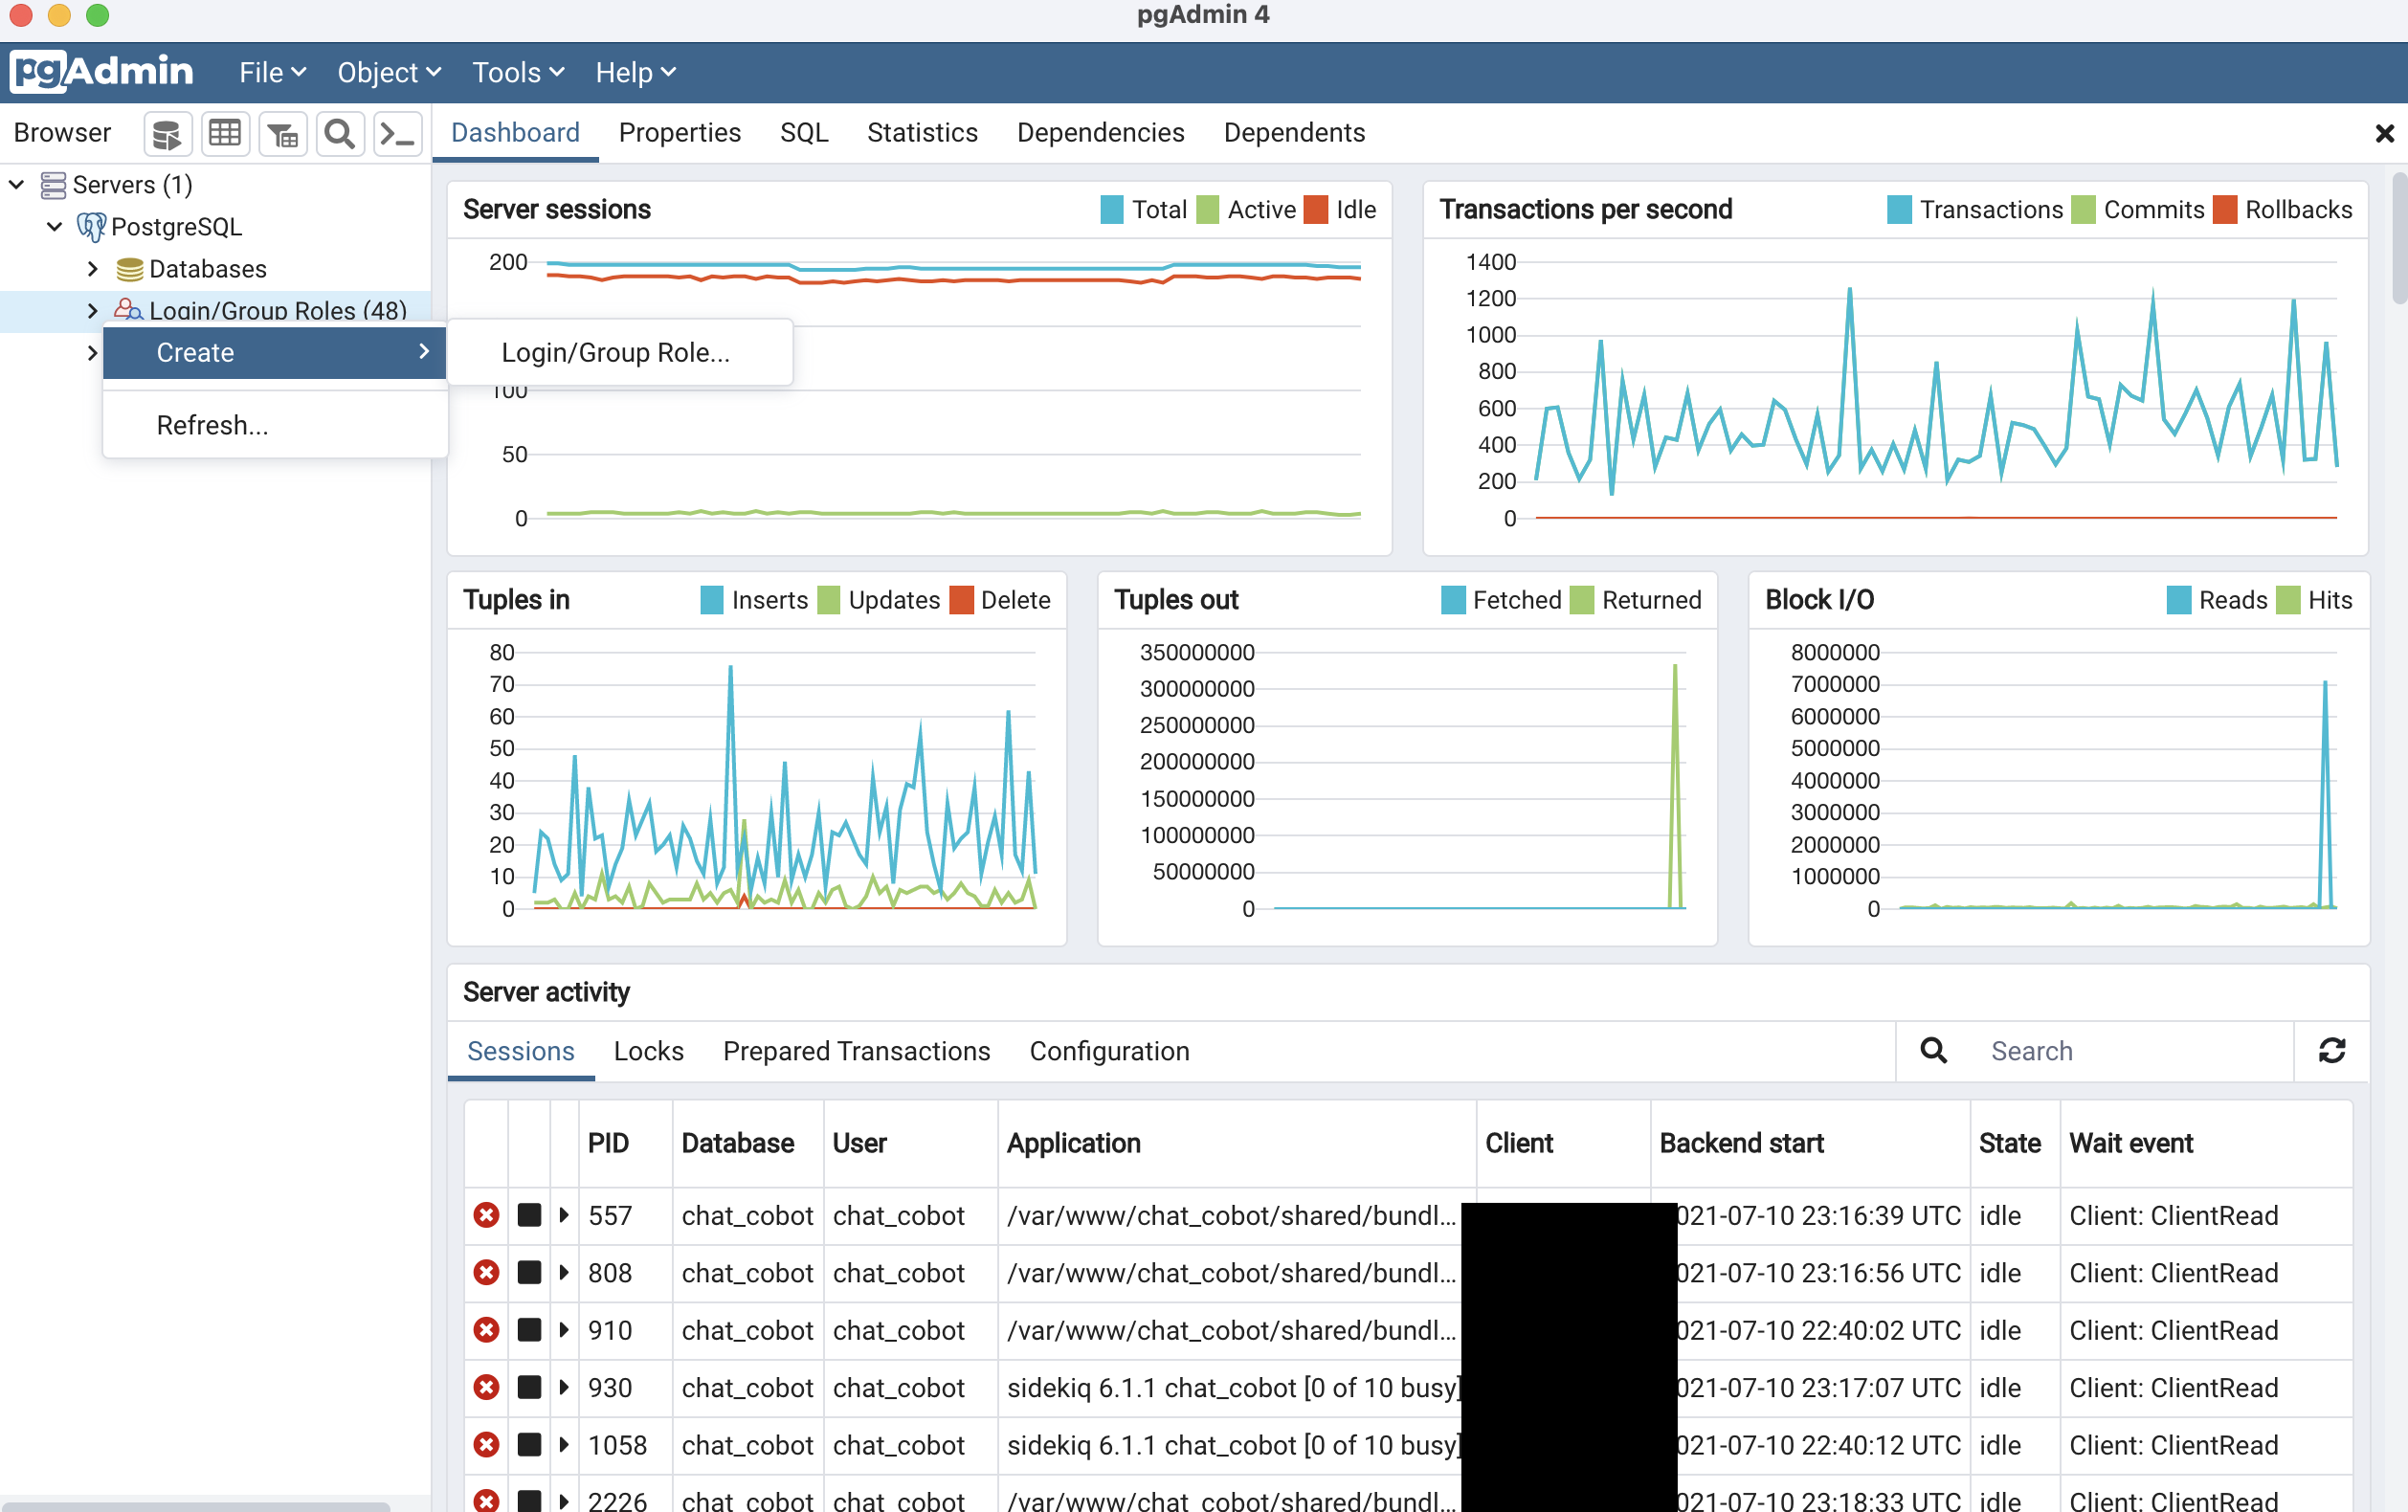 pgAdmin 4
pgAdmin File Object Tools Help
Browser Dashboard Properties SQL Statistics Dependencies Dependents
Servers (1)
PostgreSQL
Databases
Login/Group Roles (48)
Create
Login/Group Role...
Refresh...
Server sessions Total Active Idle
200
100
50
0
Transactions per second Transactions Commits Rollbacks
1400
1200
1000
800
600
400
200
0
Tuples in Inserts Updates Delete
80
70
60
50
40
30
20
10
0
Tuples out Fetched Returned
350000000
300000000
250000000
200000000
150000000
100000000
50000000
0
Block I/O Reads Hits
8000000
7000000
6000000
5000000
4000000
3000000
2000000
1000000
0
Server activity
Sessions Locks Prepared Transactions Configuration Search
PID Database User Application Client Backend start State Wait event
557 chat_cobot chat_cobot /var/www/chat_cobot/shared/bundl... 021-07-10 23:16:39 UTC idle Client: ClientRead
808 chat_cobot chat_cobot /var/www/chat_cobot/shared/bundl... 021-07-10 23:16:56 UTC idle Client: ClientRead
910 chat_cobot chat_cobot /var/www/chat_cobot/shared/bundl... 021-07-10 22:40:02 UTC idle Client: ClientRead
930 chat_cobot chat_cobot sidekiq 6.1.1 chat_cobot [0 of 10 busy] 021-07-10 23:17:07 UTC idle Client: ClientRead
1058 chat_cobot chat_cobot sidekiq 6.1.1 chat_cobot [0 of 10 busy] 021-07-10 22:40:12 UTC idle Client: ClientRead
2226 chat_cobot chat_cobot /var/www/chat_cobot/shared/bundl... 021-07-10 23:18:33 UTC idle Client: ClientRead